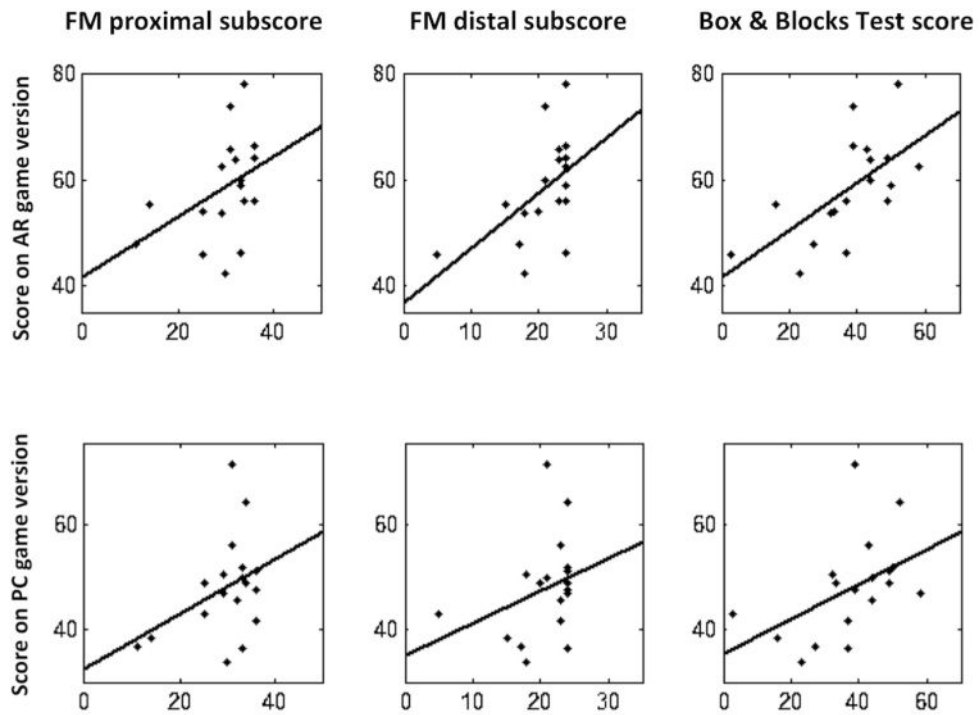 FM proximal subscore FM distal subscore Box & Blocks Test score
Score on AR game version
80 80 80
60 60 60
40 40 40
0 20 40 0 10 20 30 0 20 40 60
Score on PC game version
60 60 60
40 40 40
0 20 40 0 10 20 30 0 20 40 60